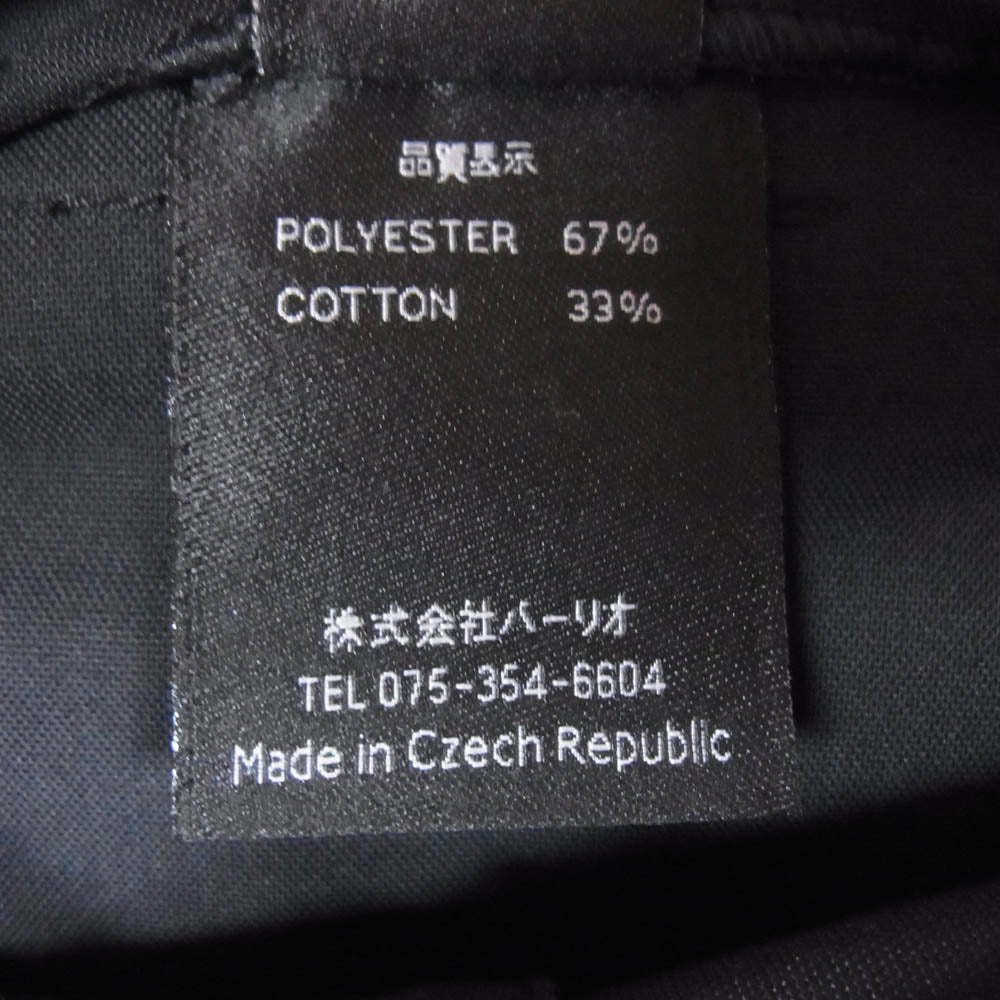 品質表示
POLYESTER 67%
COTTON 33%
株式会社バーリオ
TEL 075-354-6604
Made in Czech Republic